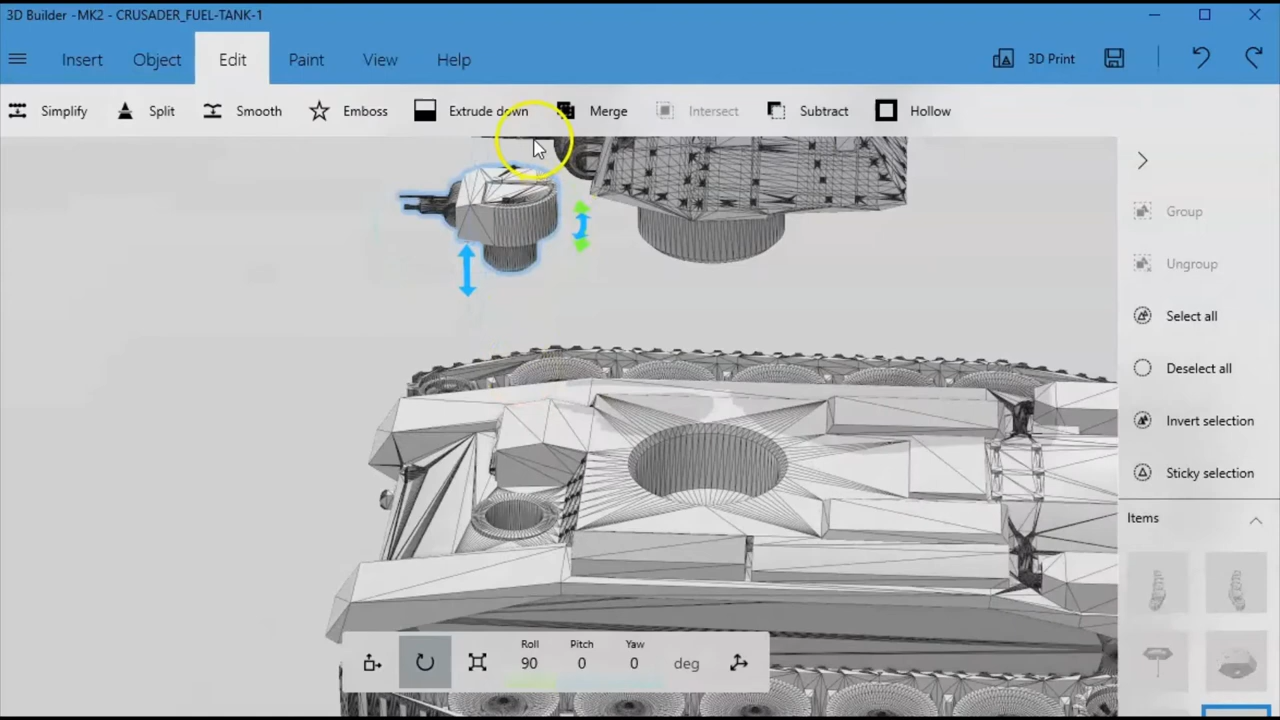 3D Builder - MK2 - CRUSADER_FUEL-TANK-1
Insert Object Edit Paint View Help 3D Print
Simplify Split Smooth Emboss Extrude down Merge Intersect Subtract Hollow
Group
Ungroup
Select all
Deselect all
Invert selection
Sticky selection
Items
Roll Pitch Yaw
90 0 0 deg